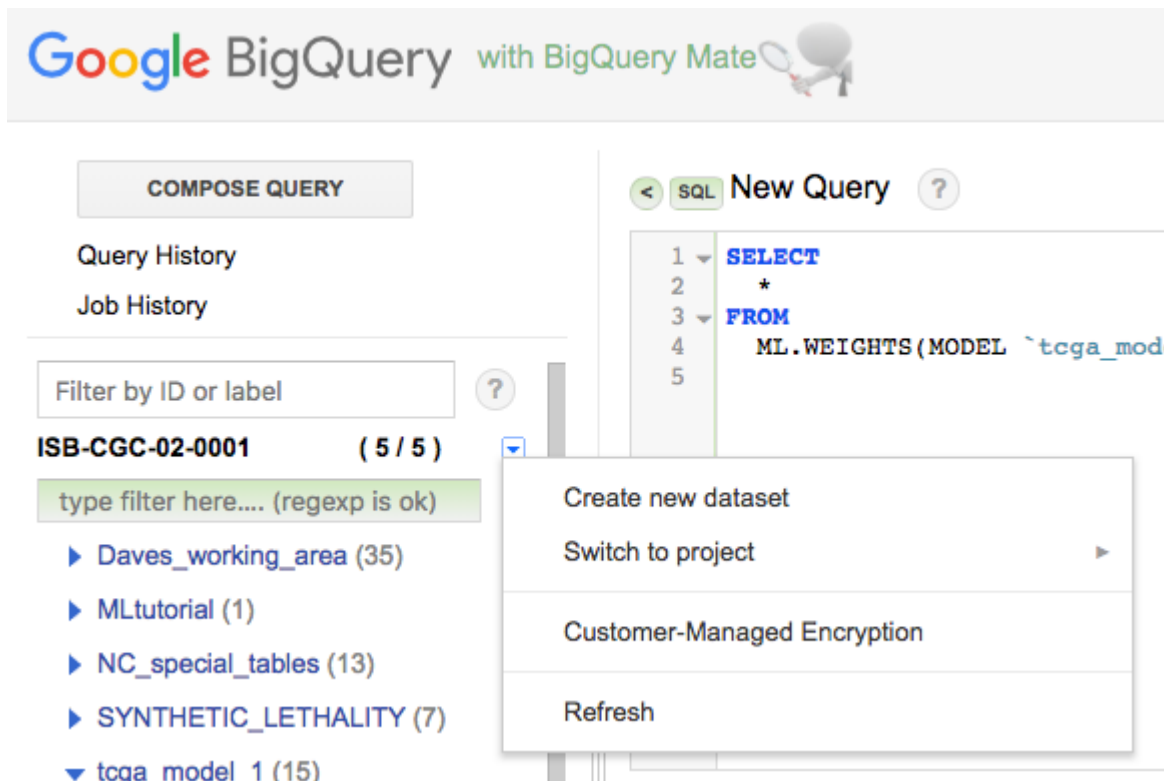 Google BigQuery with BigQuery Mate
COMPOSE QUERY
Query History
Job History
Filter by ID or label ?
ISB-CGC-02-0001 ( 5 / 5 )
type filter here.... (regexp is ok)
Daves_working_area (35)
MLtutorial (1)
NC_special_tables (13)
SYNTHETIC_LETHALITY (7)
tcga_model_1 (15)
< SQL New Query ?
1 SELECT
2 *
3 FROM
4 ML.WEIGHTS(MODEL `tcga_mod
5
Create new dataset
Switch to project
Customer-Managed Encryption
Refresh